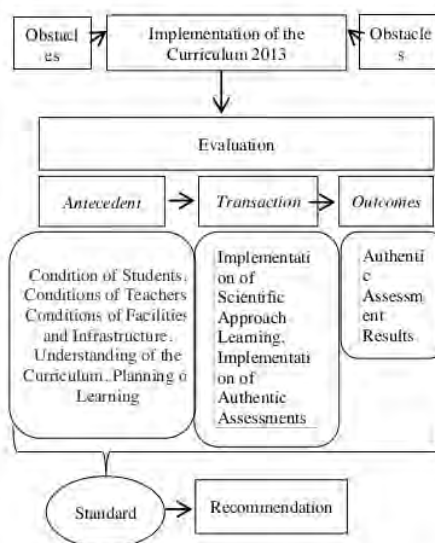 Obstacl
es
Implementation of the
Curriculum 2013
Obstacle
s
Evaluation
Antecedent
Transaction
Outcomes
Condition of Students.
Conditions of Teachers
Conditions of Facilities
and Infrastructure.
Understanding of the
Curriculum. Planning o
Learning
Implementati
on of
Scientific
Approach
Learning.
Implementati
on of
Authentic
Assessments
Authenti
c
Assessm
ent
Results
Standard
Recommendation